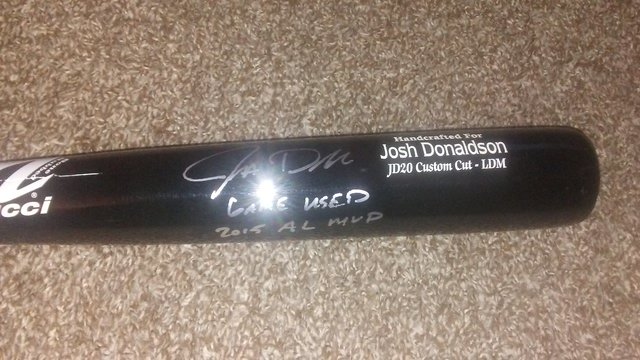 cci®
Handcrafted For
Josh Donaldson
JD20 Custom Cut - LDM
GAME USED
2015 AL MVP